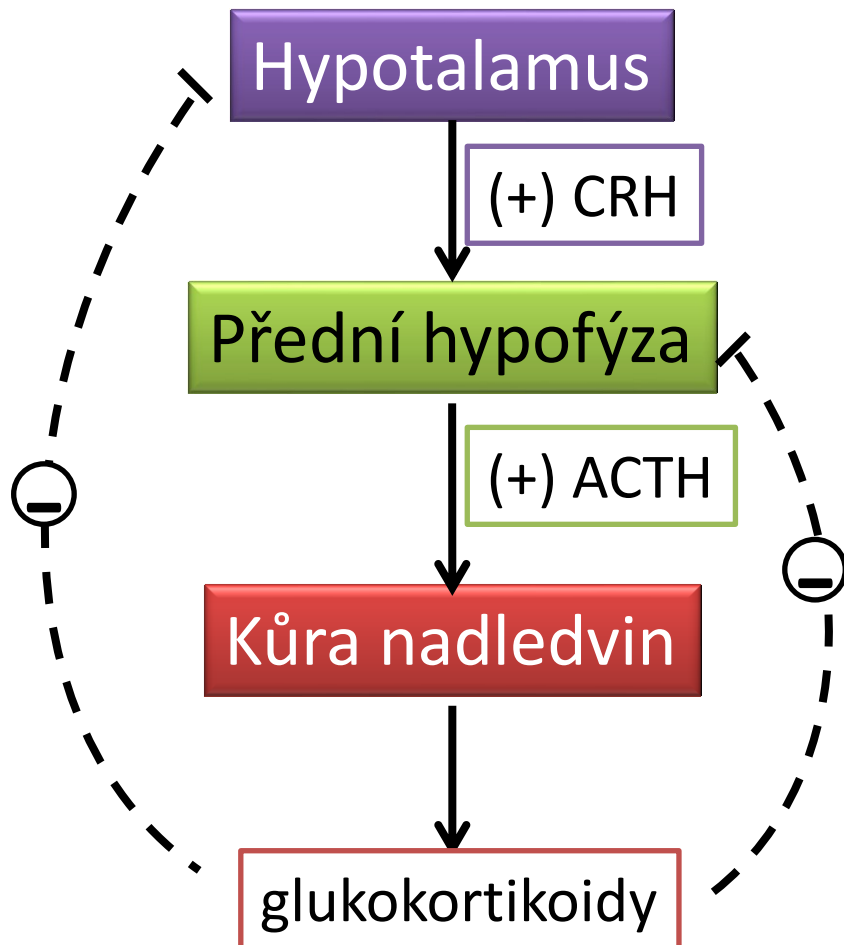 Hypotalamus
(+) CRH
Přední hypofýza
(+) ACTH
Kůra nadledvin
glukokortikoidy